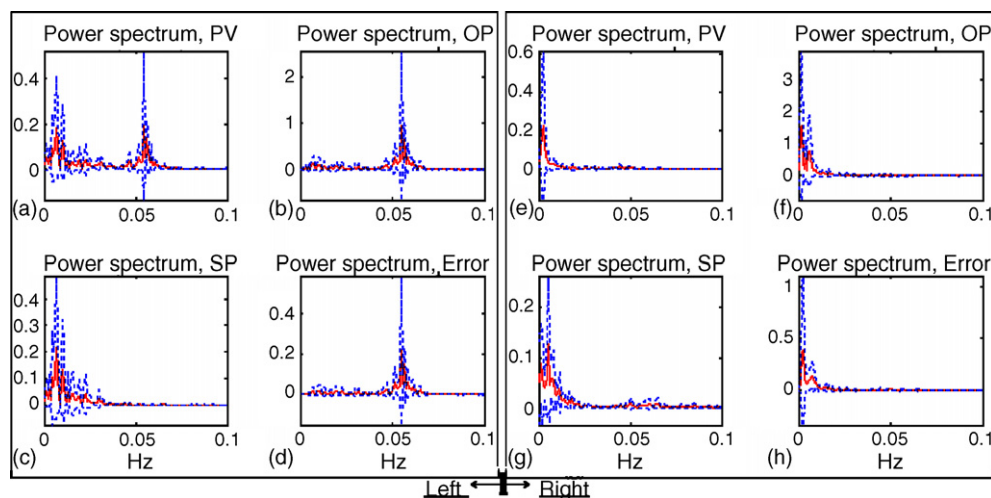 Power spectrum, PV
0.4
0.2
0
(a)
0
0.05
0.1
Power spectrum, OP
2
1
0
(b)
0
0.05
0.1
Power spectrum, PV
0.6
0.4
0.2
0
(e)
0
0.05
0.1
Power spectrum, OP
3
2
1
0
(f)
0
0.05
0.1
Power spectrum, SP
0.4
0.3
0.2
0.1
0
(c)
0
0.05
0.1
Hz
Power spectrum, Error
0.4
0.2
0
(d)
0
0.05
0.1
Hz
Power spectrum, SP
0.2
0.1
0
(g)
0
0.05
0.1
Hz
Power spectrum, Error
1
0.5
0
(h)
0
0.05
0.1
Hz
Left
Right